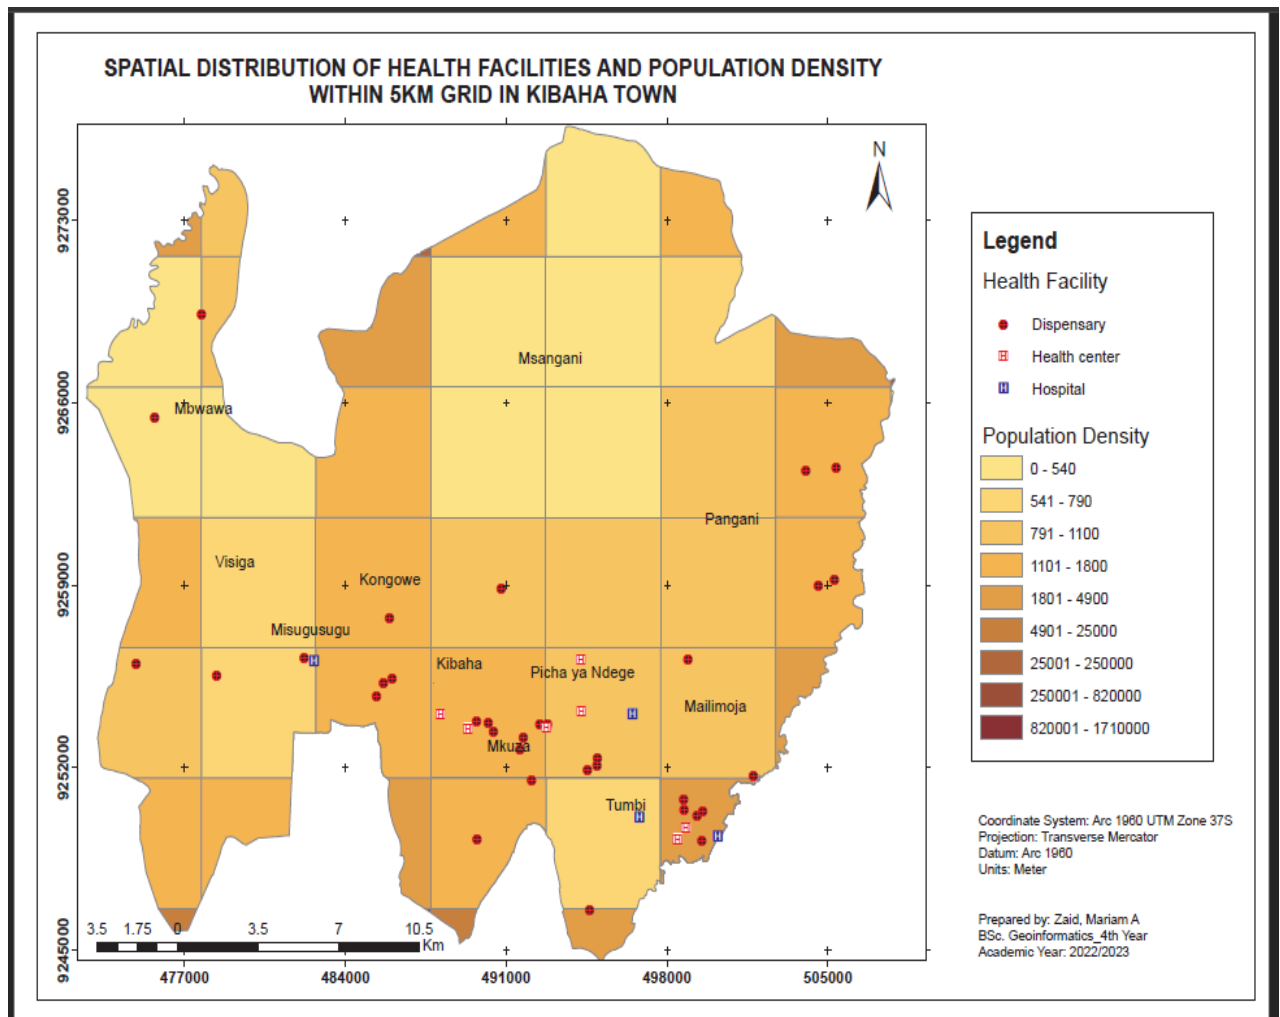 SPATIAL DISTRIBUTION OF HEALTH FACILITIES AND POPULATION DENSITY
WITHIN 5KM GRID IN KIBAHA TOWN
N
9273000
9266000
9259000
9252000
9245000
Msangani
Mbwawa
Pangani
Visiga
Kongowe
Misugusugu
Kibaha
Picha ya Ndege
Mailimoja
Mkuza
Tumbi
3.5 1.75 0 3.5 7 10.5
Km
477000 484000 491000 498000 505000
Legend
Health Facility
Dispensary
H Health center
H Hospital
Population Density
0 - 540
541 - 790
791 - 1100
1101 - 1800
1801 - 4900
4901 - 25000
25001 - 250000
250001 - 820000
820001 - 1710000
Coordinate System: Arc 1960 UTM Zone 37S
Projection: Transverse Mercator
Datum: Arc 1960
Units: Meter
Prepared by: Zaid, Mariam A
BSc. Geoinformatics_4th Year
Academic Year: 2022/2023